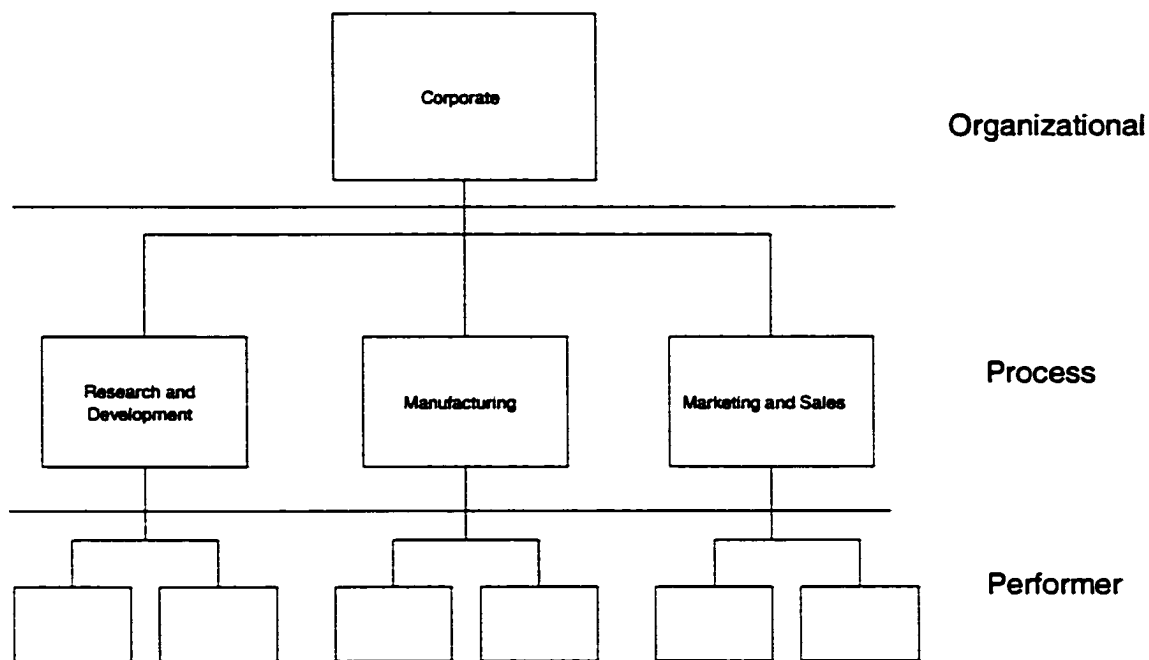 Corporate
Organizational
Research and
Development
Manufacturing
Marketing and Sales
Process
Performer